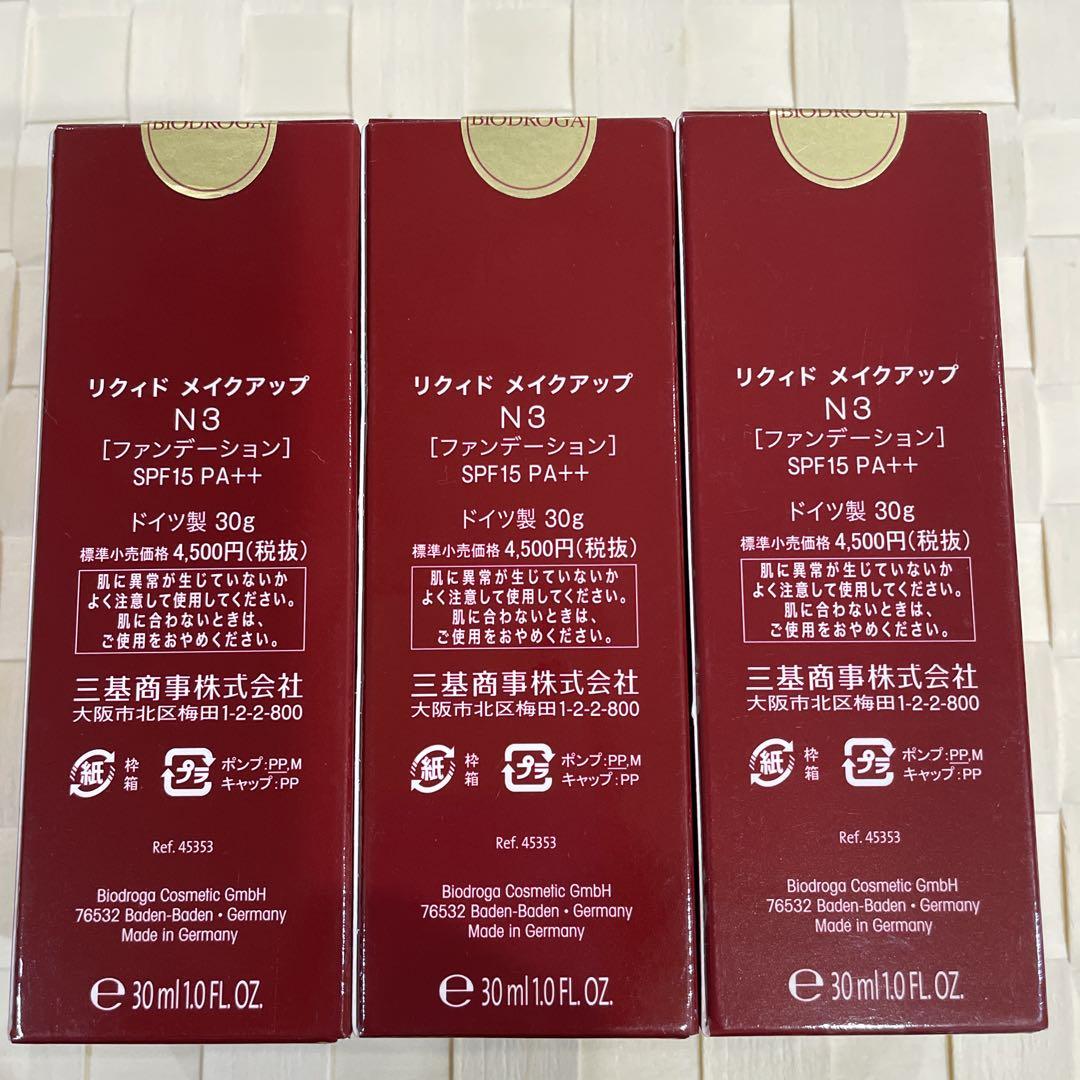 BIODROGA
リクィド メイクアップ
N3
[ファンデーション]
SPF15 PA++
ドイツ製 30g
標準小売価格 4,500円(税抜)
肌に異常が生じていないか
よく注意して使用してください。
肌に合わないときは、
ご使用をおやめください。
三基商事株式会社
大阪市北区梅田1-2-2-800
紙 枠箱 プラ ポンプ:PP,M
キャップ:PP
Ref. 45353
Biodroga Cosmetic GmbH
76532 Baden-Baden • Germany
Made in Germany
℮ 30 ml 1.0 FL. OZ.
BIODROGA
リクィド メイクアップ
N3
[ファンデーション]
SPF15 PA++
ドイツ製 30g
標準小売価格 4,500円(税抜)
肌に異常が生じていないか
よく注意して使用してください。
肌に合わないときは、
ご使用をおやめください。
三基商事株式会社
大阪市北区梅田1-2-2-800
紙 枠箱 プラ ポンプ:PP,M
キャップ:PP
Ref. 45353
Biodroga Cosmetic GmbH
76532 Baden-Baden • Germany
Made in Germany
℮ 30 ml 1.0 FL. OZ.
BIODROGA
リクィド メイクアップ
N3
[ファンデーション]
SPF15 PA++
ドイツ製 30g
標準小売価格 4,500円(税抜)
肌に異常が生じていないか
よく注意して使用してください。
肌に合わないときは、
ご使用をおやめください。
三基商事株式会社
大阪市北区梅田1-2-2-800
紙 枠箱 プラ ポンプ:PP,M
キャップ:PP
Ref. 45353
Biodroga Cosmetic GmbH
76532 Baden-Baden • Germany
Made in Germany
℮ 30 ml 1.0 FL. OZ.